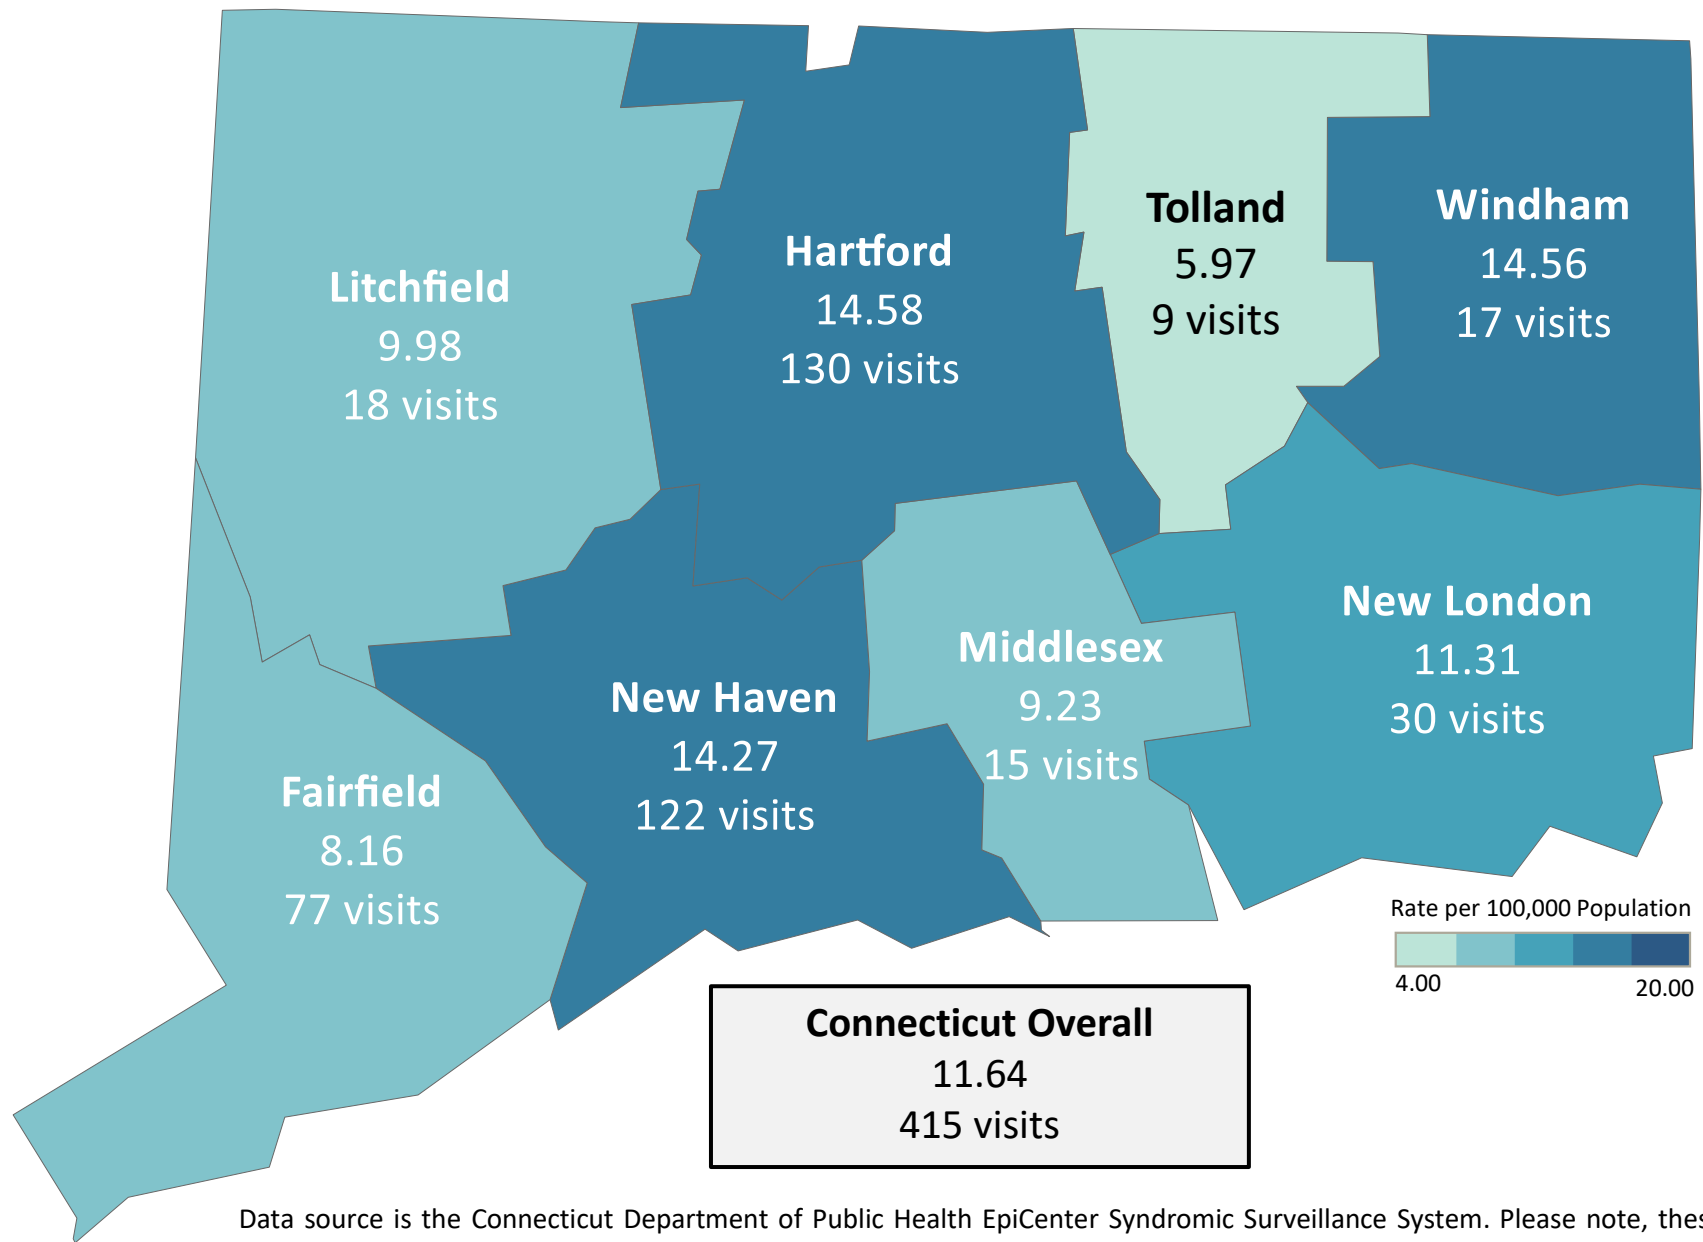 Litchfield
9.98
18 visits
Hartford
14.58
130 visits
Tolland
5.97
9 visits
Windham
14.56
17 visits
New Haven
14.27
122 visits
Middlesex
9.23
15 visits
New London
11.31
30 visits
Fairfield
8.16
77 visits
Rate per 100,000 Population
4.00
20.00
Connecticut Overall
11.64
415 visits
Data source is the Connecticut Department of Public Health EpiCenter Syndromic Surveillance System. Please note,